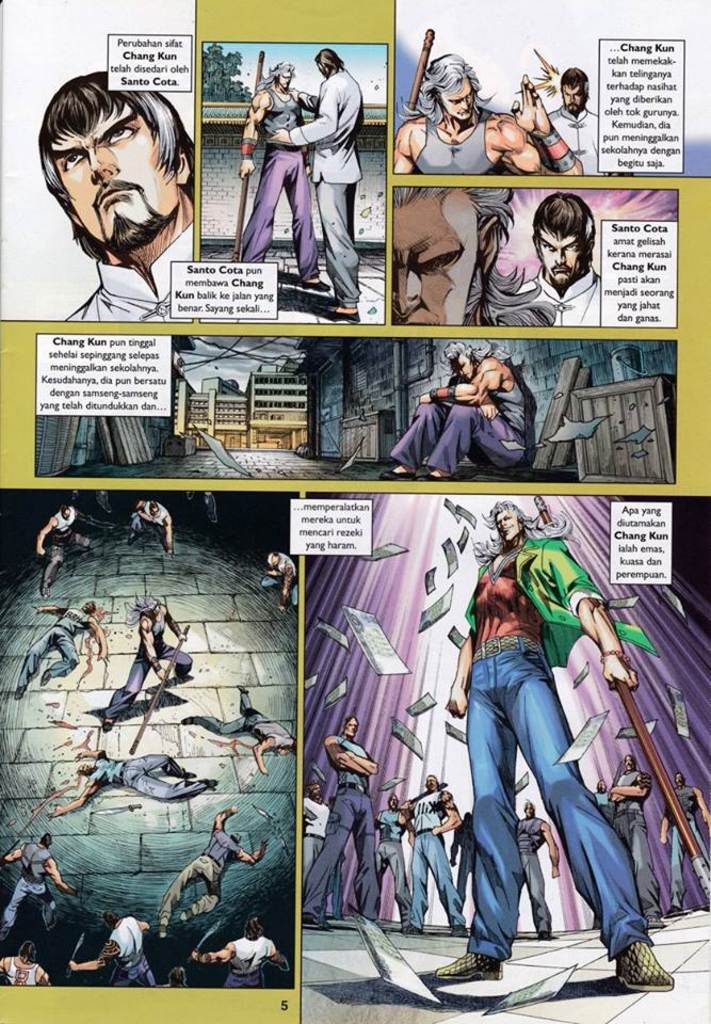 Perubahan sifat
Chang Kun
telah disedari oleh
Santo Cota.
Santo Cota pun
membawa Chang
Kun balik ke jalan yang
benar. Sayang sekali...
...Chang Kun
telah memekak-
kan telinganya
terhadap nasihat
yang diberikan
oleh tok gurunya.
Kemudian, dia
pun meninggalkan
sekolahnya dengan
begitu saja.
Santo Cota
amat gelisah
kerana merasai
Chang Kun
pasti akan
menjadi seorang
yang jahat
dan ganas.
Chang Kun pun tinggal
sehelai sepinggang selepas
meninggalkan sekolahnya.
Kesudahanya, dia pun bersatu
dengan samseng-samseng
yang telah ditundukkan dan...
...memperalatkan
mereka untuk
mencari rezeki
yang haram.
Apa yang
diutamakan
Chang Kun
ialah emas,
kuasa dan
perempuan.
5